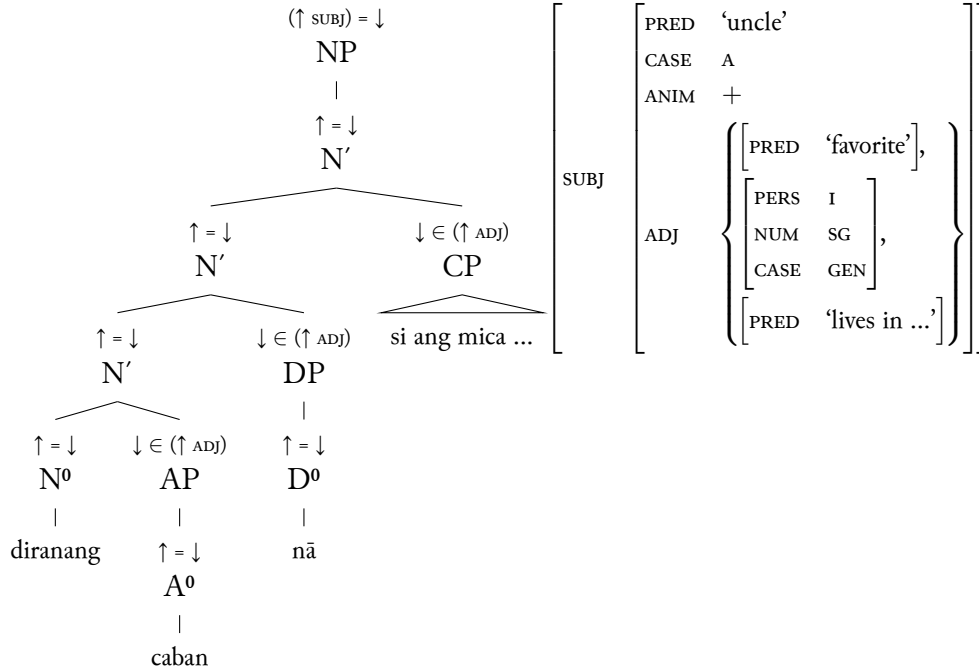 (↑ SUBJ) = ↓
NP
↑ = ↓
N′
↑ = ↓ ↓ ∈ (↑ ADJ)
N′ CP
↑ = ↓ ↓ ∈ (↑ ADJ) si ang mica ...
N′ DP
↑ = ↓ ↓ ∈ (↑ ADJ) ↑ = ↓
N⁰ AP D⁰
diranang ↑ = ↓ nā
A⁰
caban
SUBJ
PRED ‘uncle’
CASE A
ANIM +
ADJ
PRED ‘favorite’ ,
PERS 1
NUM SG ,
CASE GEN
PRED ‘lives in ...’